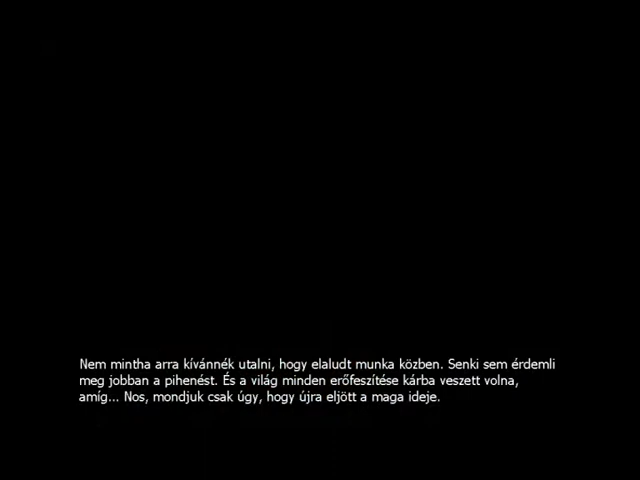 Nem mintha arra kívánnék utalni, hogy elaludt munka közben. Senki sem érdemli
meg jobban a pihenést. És a világ minden erőfeszítése kárba veszett volna,
amíg... Nos, mondjuk csak úgy, hogy újra eljött a maga ideje.